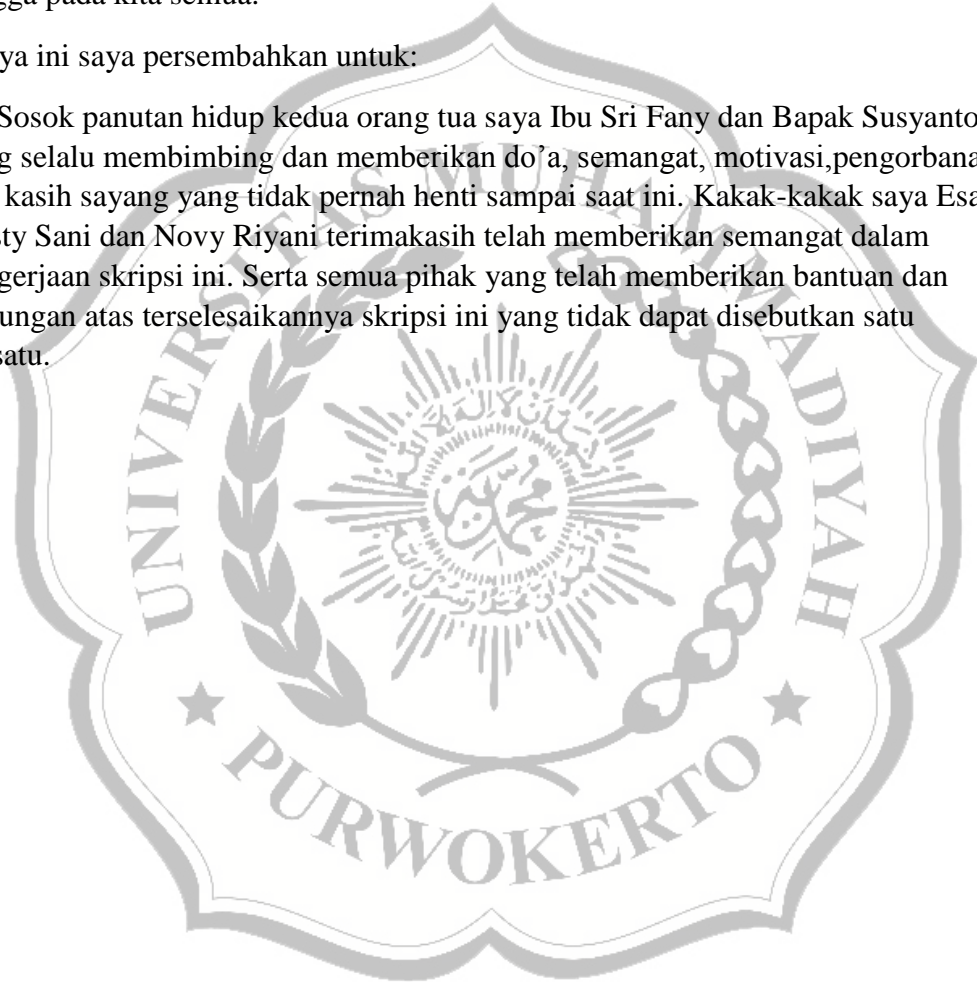 pada kita semua.
ini saya persembahkan untuk:
Sosok panutan hidup kedua orang tua saya Ibu Sri Fany dan Bapak Susyanto
selalu membimbing dan memberikan do’a, semangat, motivasi,pengorbana
kasih sayang yang tidak pernah henti sampai saat ini. Kakak-kakak saya Esa
sty Sani dan Novy Riyani terimakasih telah memberikan semangat dalam
gerjaan skripsi ini. Serta semua pihak yang telah memberikan bantuan dan
ungan atas terselesaikannya skripsi ini yang tidak dapat disebutkan satu
satu.
UNIVERSITAS MUHAMMADIYAH
PURWOKERTO